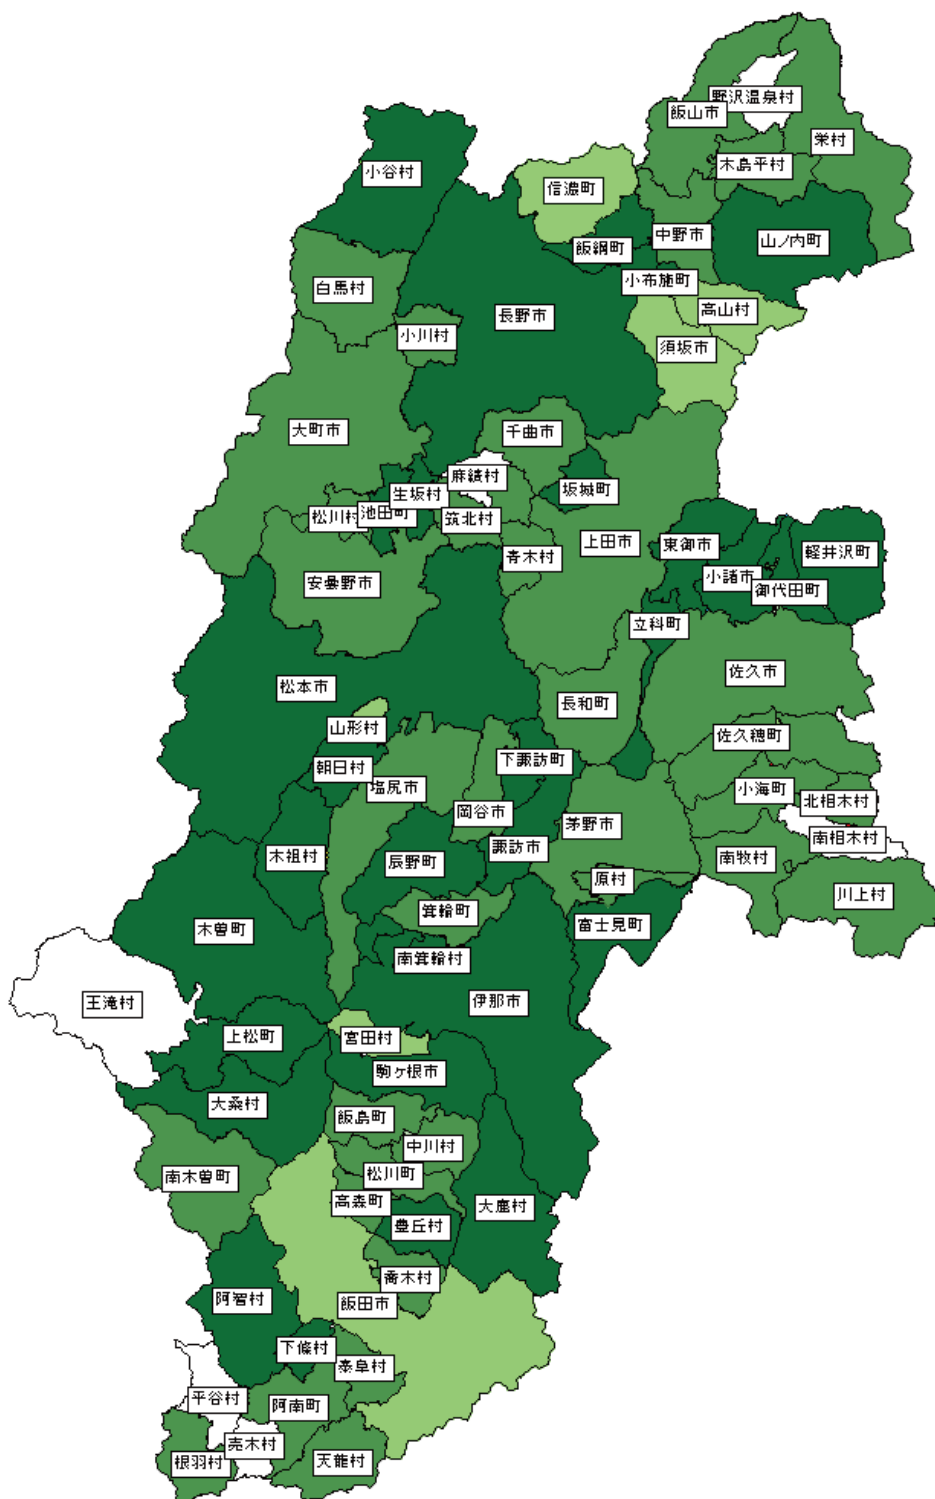 野沢温泉村
飯山市
栄村
木島平村
小谷村
信濃町
飯綱町
中野市
山ノ内町
小布施町
白馬村
高山村
長野市
小川村
須坂市
大町市
千曲市
麻績村
坂城町
生坂村
松川村
池田町
筑北村
上田市
青木村
東御市
軽井沢町
安曇野市
小諸市
御代田町
立科町
佐久市
松本市
長和町
山形村
佐久穂町
下諏訪町
朝日村
塩尻市
小海町
北相木村
岡谷市
茅野市
南相木村
木祖村
諏訪市
辰野町
南牧村
原村
川上村
箕輪町
富士見町
木曽町
南箕輪村
王滝村
伊那市
上松町
宮田村
駒ヶ根市
大桑村
飯島町
中川村
南木曽町
松川町
高森町
大鹿村
豊丘村
喬木村
阿智村
飯田市
下條村
泰阜村
平谷村
阿南町
売木村
根羽村
天龍村